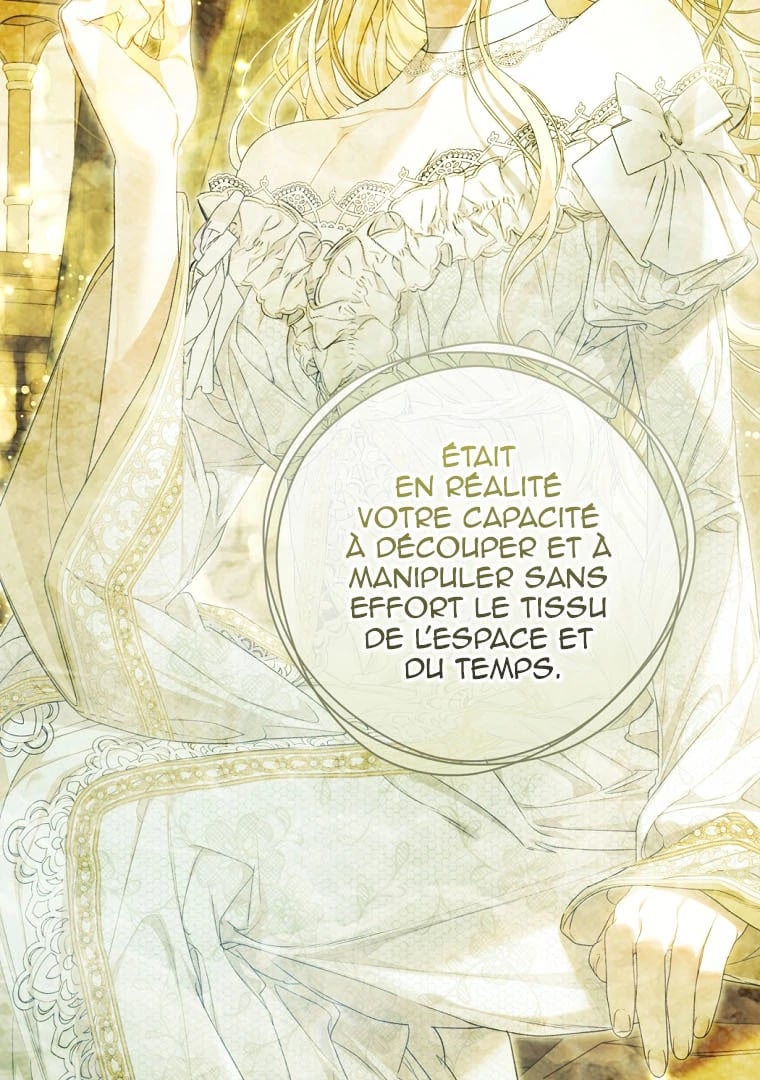 ÉTAIT
EN RÉALITÉ
VOTRE CAPACITÉ
À DÉCOUPER ET À
MANIPULER SANS
EFFORT LE TISSU
DE L'ESPACE ET
DU TEMPS.